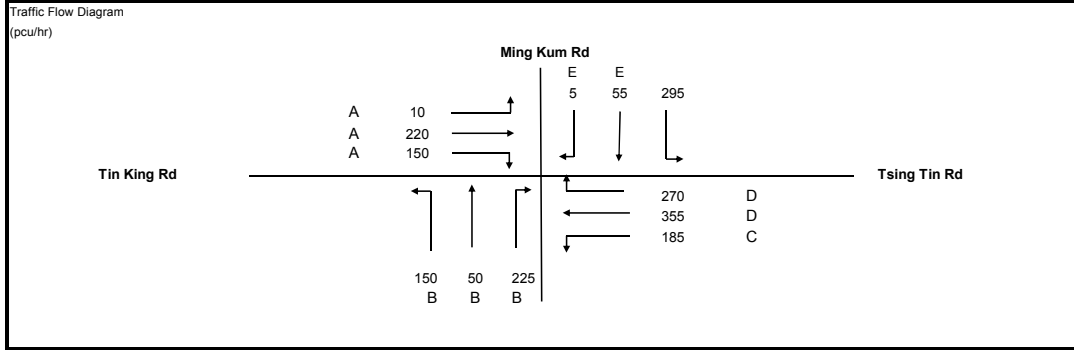 Traffic Flow Diagram
(pcu/hr)
Ming Kum Rd
E E
5 55 295
A 10
A 220
A 150
Tin King Rd
Tsing Tin Rd
270 D
355 D
185 C
150 50 225
B B B